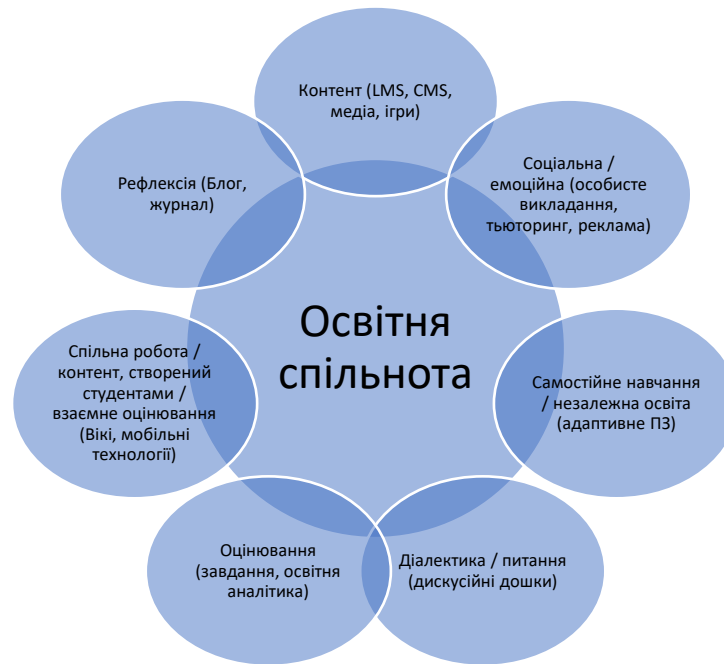 Контент (LMS, CMS,
медіа, ігри)
Соціальна /
емоційна (особисте
викладання,
тьюторинг, реклама)
Самостійне навчання
/ незалежна освіта
(адаптивне ПЗ)
Діалектика / питання
(дискусійні дошки)
Оцінювання
(завдання, освітня
аналітика)
Спільна робота /
контент, створений
студентами /
взаємне оцінювання
(Вікі, мобільні
технології)
Рефлексія (Блог,
журнал)
Освітня
спільнота